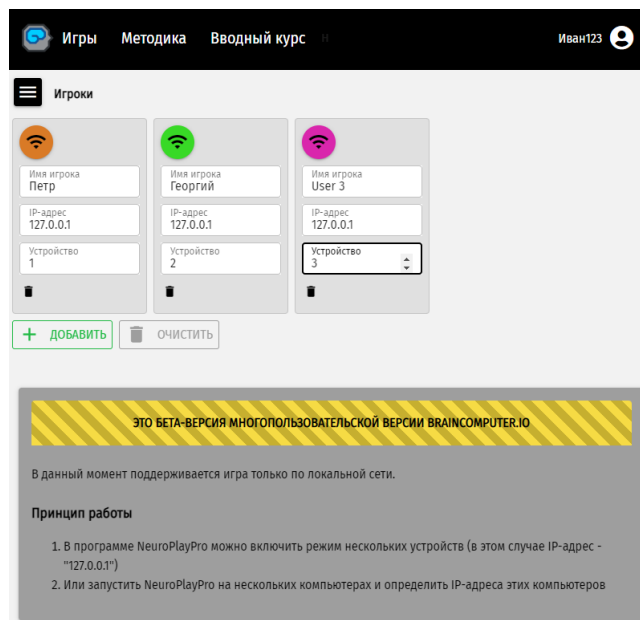 Игры Методика Вводный курс Н Иван123
Игроки
Имя игрока Имя игрока Имя игрока
Петр Георгий User 3
IP-адрес IP-адрес IP-адрес
127.0.0.1 127.0.0.1 127.0.0.1
Устройство Устройство Устройство
1 2 3
ДОБАВИТЬ ОЧИСТИТЬ
ЭТО БЕТА-ВЕРСИЯ МНОГОПОЛЬЗОВАТЕЛЬСКОЙ ВЕРСИИ BRAINCOMPUTER.IO
В данный момент поддерживается игра только по локальной сети.
Принцип работы
1. В программе NeuroPlayPro можно включить режим нескольких устройств (в этом случае IP-адрес -
"127.0.0.1")
2. Или запустить NeuroPlayPro на нескольких компьютерах и определить IP-адреса этих компьютеров